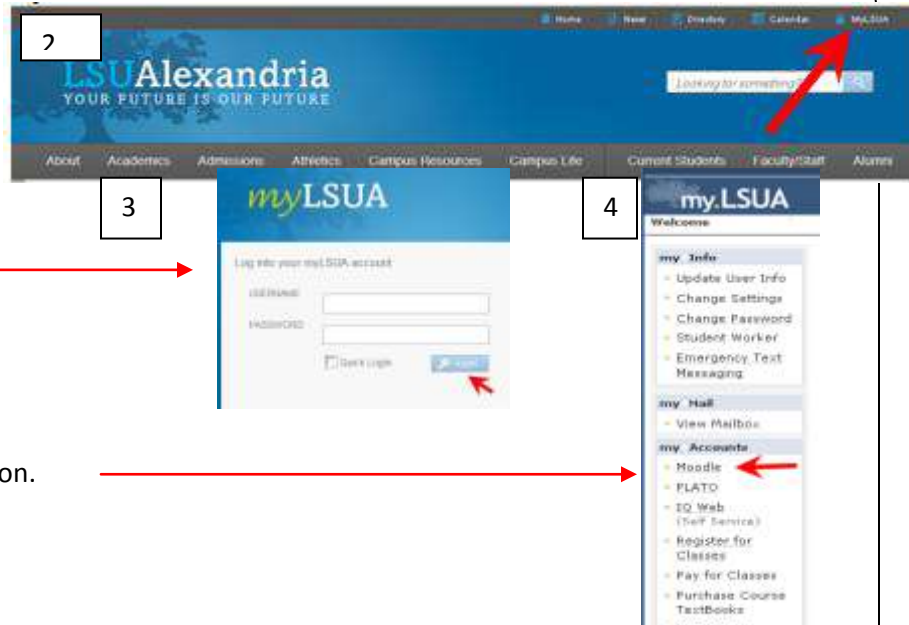 2
Home News Directory Calendar MyLSUA
LSUAlexandria
YOUR FUTURE IS OUR FUTURE
Looking for something?
About Academics Admissions Athletics Campus Resources Campus Life Current Students Faculty/Staff Alumni
3
myLSUA
Log into your myLSUA account
USERNAME
PASSWORD
Quick Login
4
my.LSUA
Welcome
my Info
Update User Info
Change Settings
Change Password
Student Worker
Emergency Text
Messaging
my Mail
View Mailbox
my Accounts
Moodle
PLATO
IQ Web
(Self Service)
Register for
Classes
Pay for Classes
Purchase Course
TextBooks
on.